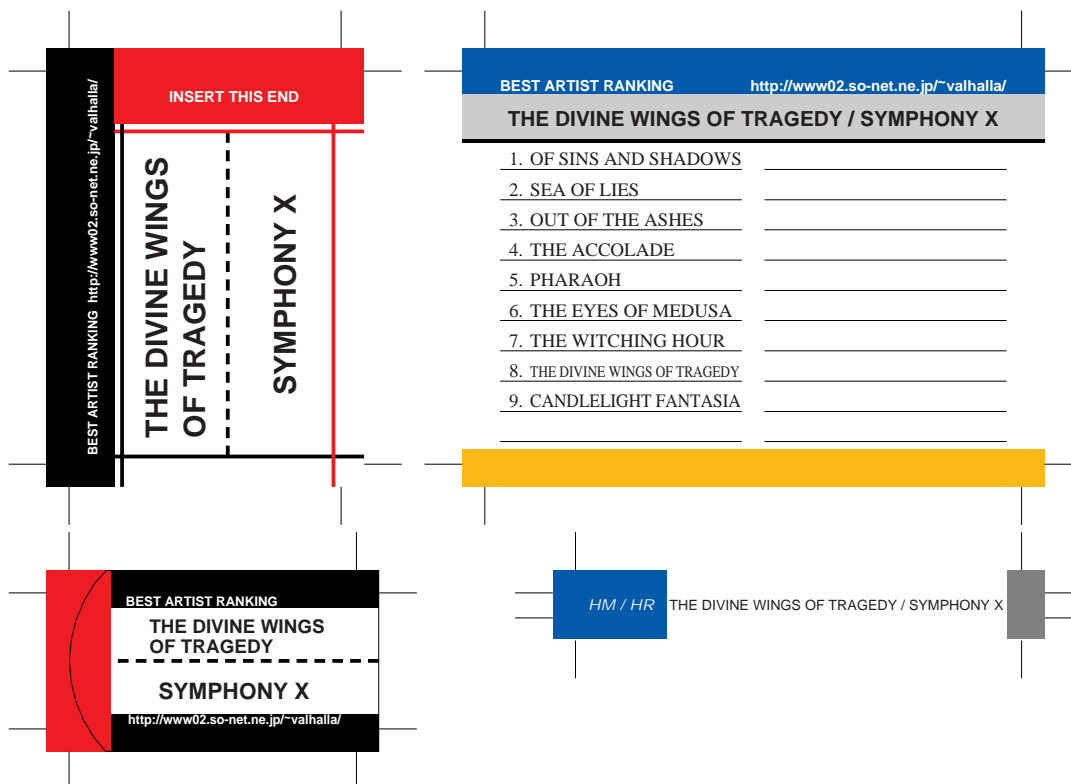 INSERT THIS END
BEST ARTIST RANKING http://www02.so-net.ne.jp/~valhalla/
THE DIVINE WINGS
OF TRAGEDY
SYMPHONY X
BEST ARTIST RANKING http://www02.so-net.ne.jp/~valhalla/
THE DIVINE WINGS OF TRAGEDY / SYMPHONY X
1. OF SINS AND SHADOWS
2. SEA OF LIES
3. OUT OF THE ASHES
4. THE ACCOLADE
5. PHARAOH
6. THE EYES OF MEDUSA
7. THE WITCHING HOUR
8. THE DIVINE WINGS OF TRAGEDY
9. CANDLELIGHT FANTASIA
BEST ARTIST RANKING
THE DIVINE WINGS
OF TRAGEDY
SYMPHONY X
http://www02.so-net.ne.jp/~valhalla/
HM / HR THE DIVINE WINGS OF TRAGEDY / SYMPHONY X